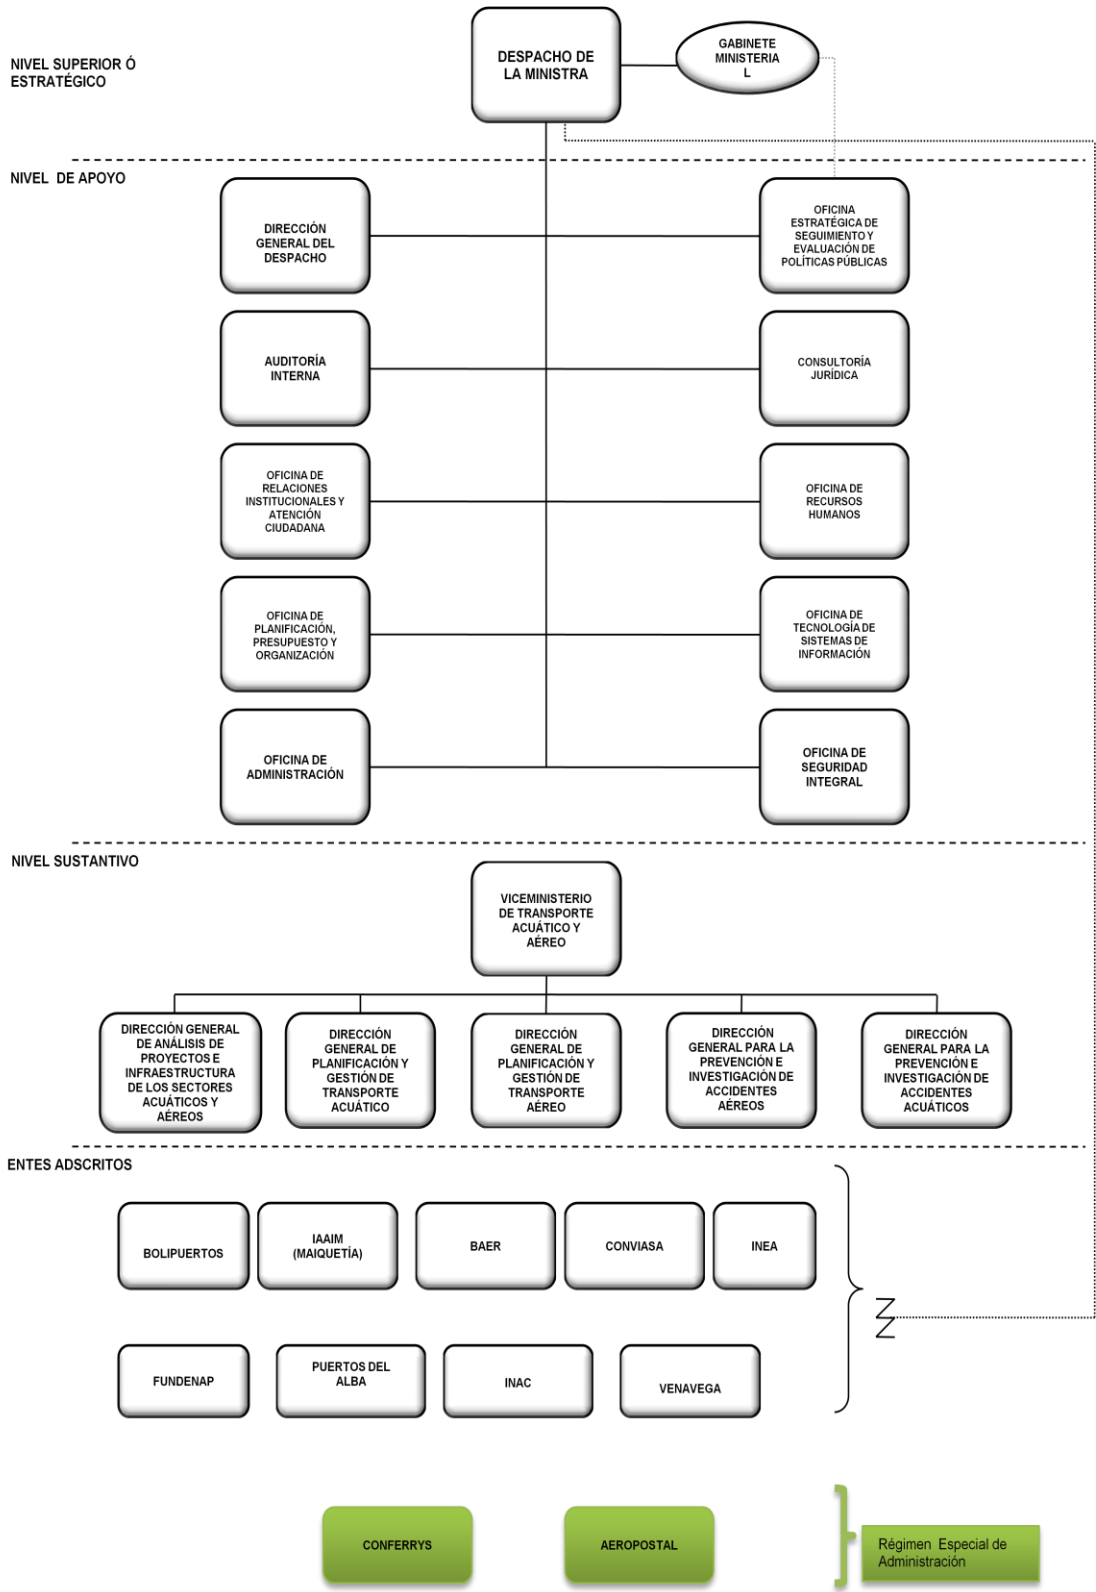 NIVEL SUPERIOR Ó
ESTRATÉGICO
DESPACHO DE
LA MINISTRA
GABINETE
MINISTERIA
L
NIVEL DE APOYO
DIRECCIÓN
GENERAL DEL
DESPACHO
OFICINA
ESTRATÉGICA DE
SEGUIMIENTO Y
EVALUACIÓN DE
POLÍTICAS PÚBLICAS
AUDITORÍA
INTERNA
CONSULTORÍA
JURÍDICA
OFICINA DE
RELACIONES
INSTITUCIONALES Y
ATENCIÓN
CIUDADANA
OFICINA DE
RECURSOS
HUMANOS
OFICINA DE
PLANIFICACIÓN,
PRESUPUESTO Y
ORGANIZACIÓN
OFICINA DE
TECNOLOGÍA DE
SISTEMAS DE
INFORMACIÓN
OFICINA DE
ADMINISTRACIÓN
OFICINA DE
SEGURIDAD
INTEGRAL
NIVEL SUSTANTIVO
VICEMINISTERIO
DE TRANSPORTE
ACUÁTICO Y
AÉREO
DIRECCIÓN GENERAL
DE ANÁLISIS DE
PROYECTOS E
INFRAESTRUCTURA
DE LOS SECTORES
ACUÁTICOS Y
AÉREOS
DIRECCIÓN
GENERAL DE
PLANIFICACIÓN Y
GESTIÓN DE
TRANSPORTE
ACUÁTICO
DIRECCIÓN
GENERAL DE
PLANIFICACIÓN Y
GESTIÓN DE
TRANSPORTE
AÉREO
DIRECCIÓN
GENERAL PARA LA
PREVENCIÓN E
INVESTIGACIÓN DE
ACCIDENTES
AÉREOS
DIRECCIÓN
GENERAL PARA LA
PREVENCIÓN E
INVESTIGACIÓN DE
ACCIDENTES
ACUÁTICOS
ENTES ADSCRITOS
BOLIPUERTOS
IAAIM
(MAIQUETÍA)
BAER
CONVIASA
INEA
FUNDENAP
PUERTOS DEL
ALBA
INAC
VENAVEGA
CONFERRYS
AEROPOSTAL
Régimen Especial de
Administración